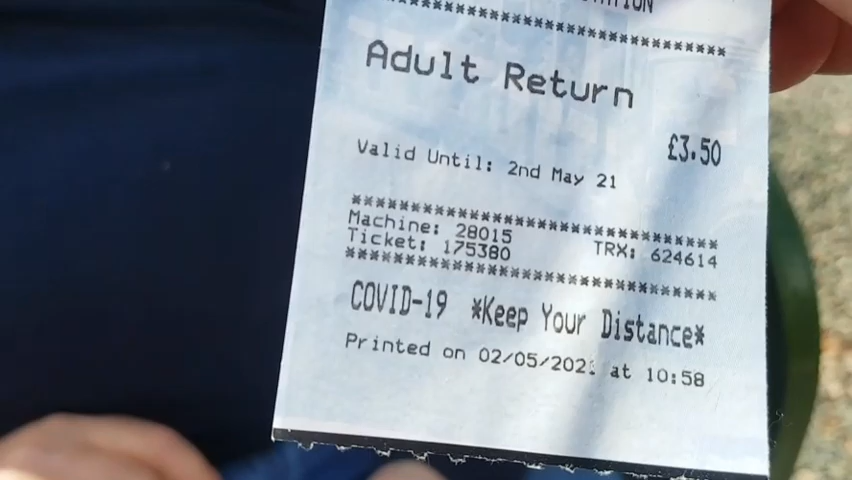 ***********************************
Adult Return
£3.50
Valid Until: 2nd May 21
***********************************
Machine: 28015
Ticket: 175380 TRX: 624614
***********************************
COVID-19 *Keep Your Distance*
Printed on 02/05/2021 at 10:58